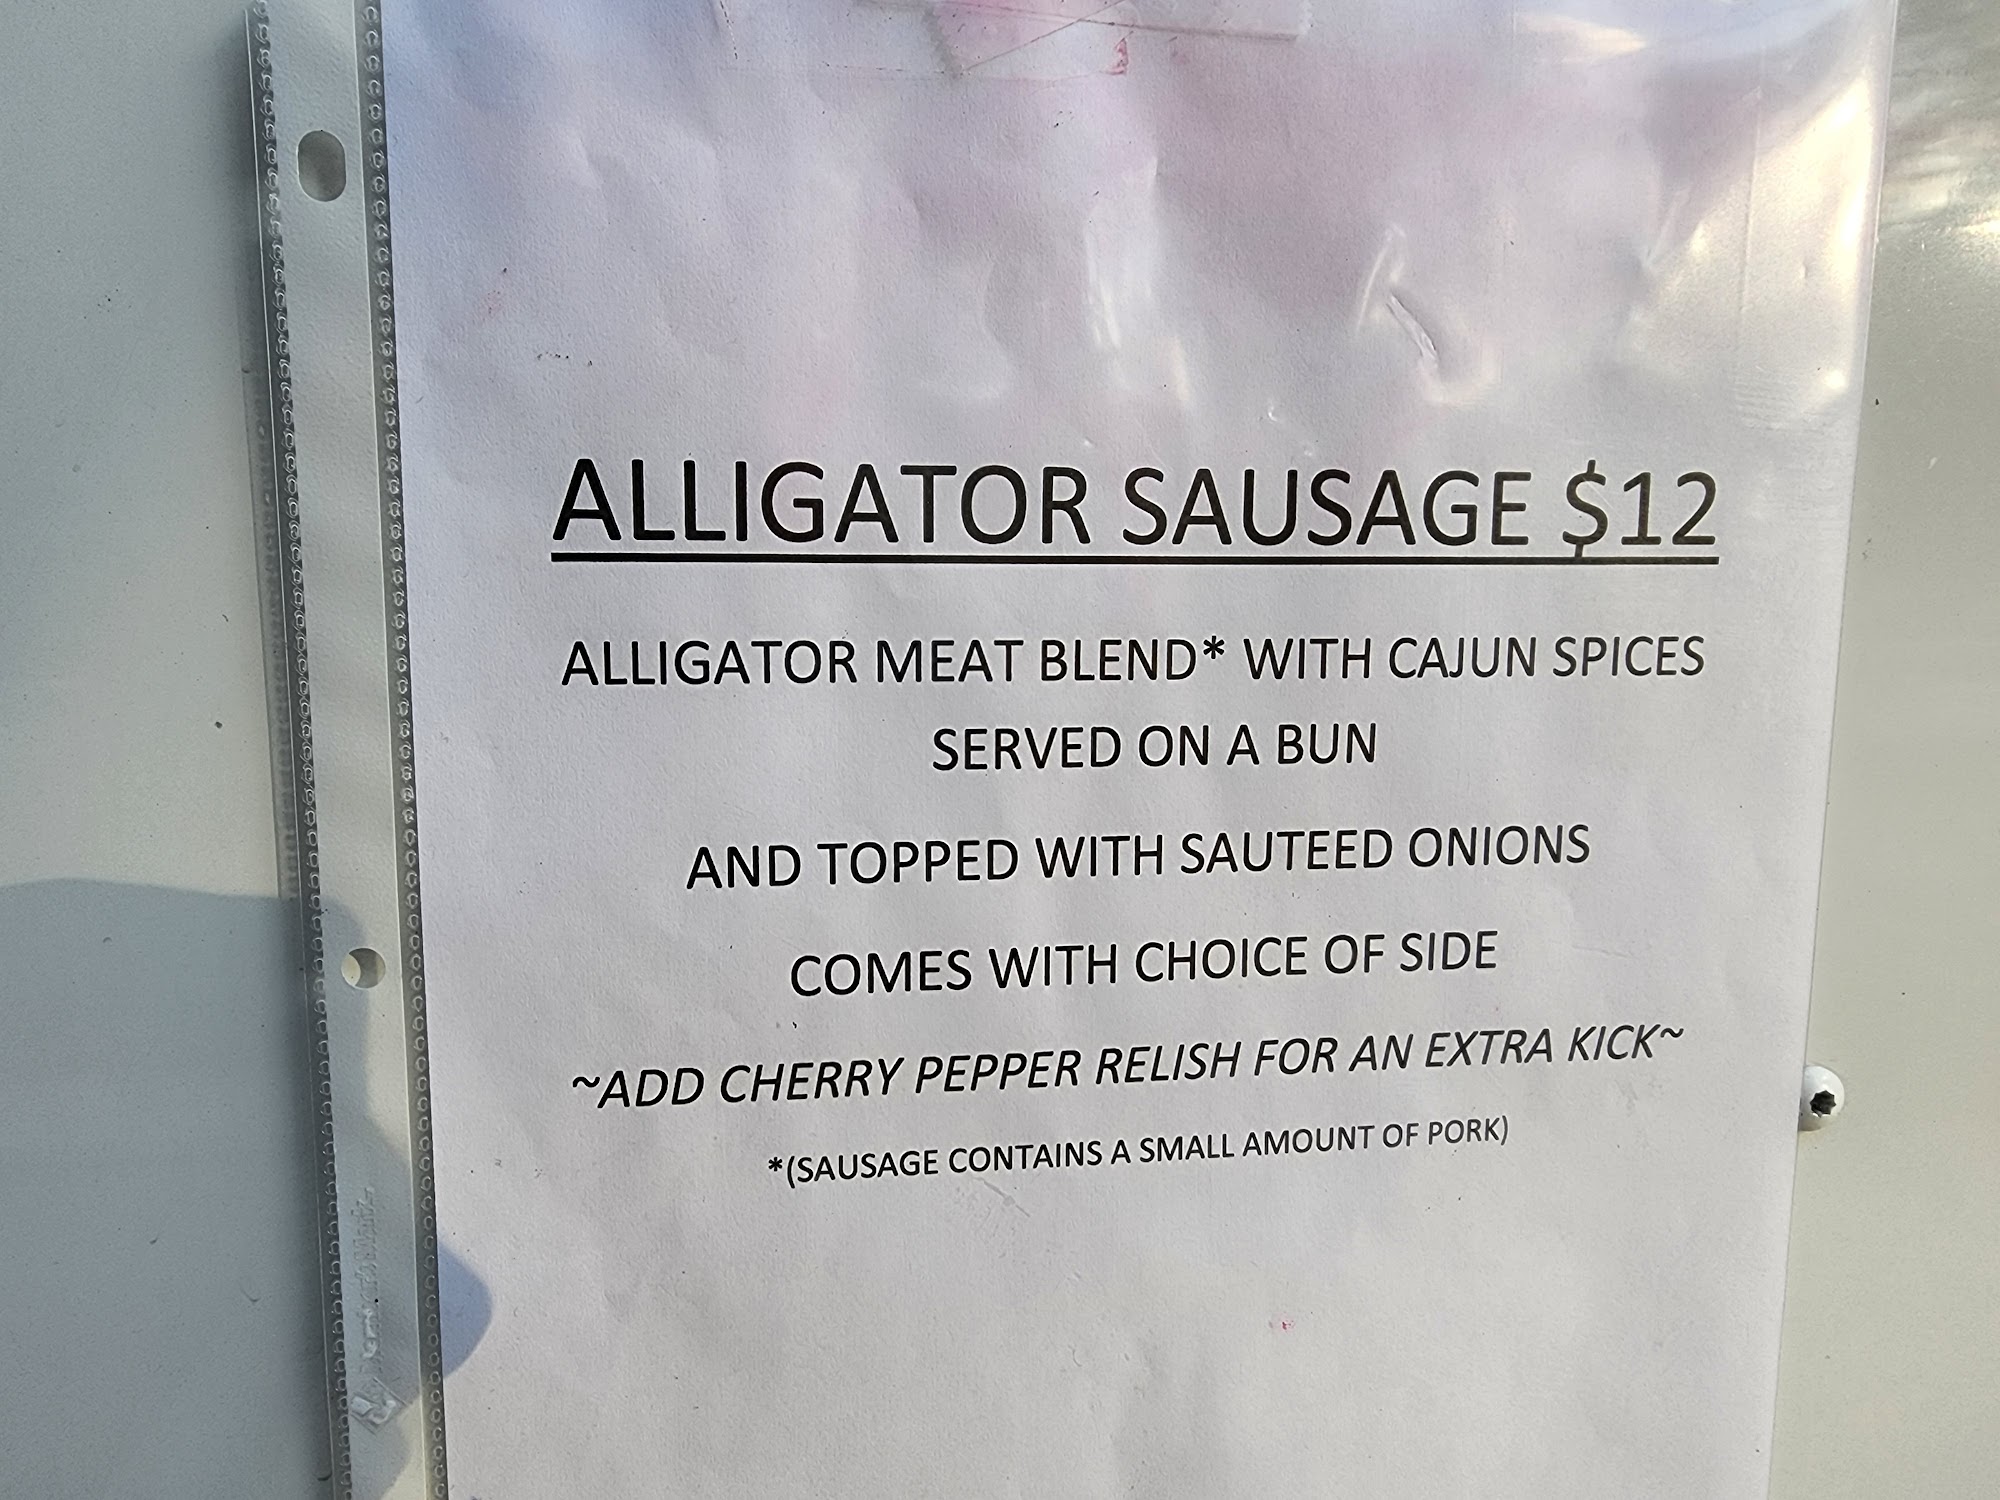 ALLIGATOR SAUSAGE $12
ALLIGATOR MEAT BLEND* WITH CAJUN SPICES
SERVED ON A BUN
AND TOPPED WITH SAUTEED ONIONS
COMES WITH CHOICE OF SIDE
~ADD CHERRY PEPPER RELISH FOR AN EXTRA KICK~
*(SAUSAGE CONTAINS A SMALL AMOUNT OF PORK)